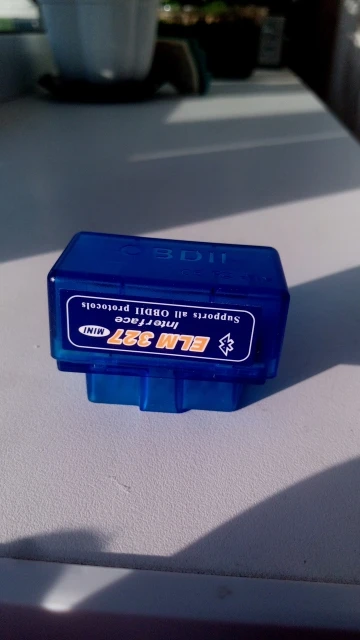 OBDII
ELM 327
Interface MINI
Supports all OBDII protocols